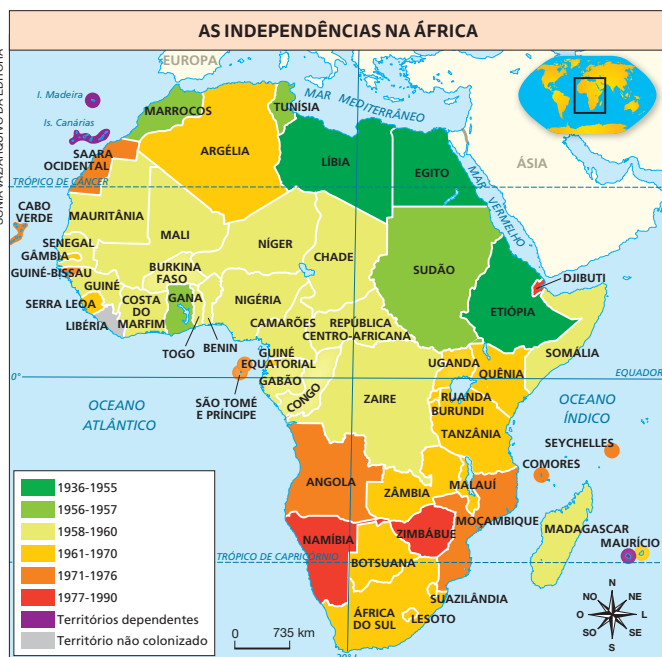 AS INDEPENDÊNCIAS NA ÁFRICA
EUROPA
I. Madeira
MAR MEDITERRÂNEO
MARROCOS
TUNÍSIA
Is. Canárias
ARGÉLIA
LÍBIA
EGITO
ÁSIA
SAARA
OCIDENTAL
TRÓPICO DE CÂNCER
MAR VERMELHO
CABO
VERDE
MAURITÂNIA
MALI
NÍGER
CHADE
SUDÃO
SENEGAL
GÂMBIA
GUINÉ-BISSAU
GUINÉ
BURKINA
FASO
DJIBUTI
SERRA LEOA
COSTA
DO
MARFIM
GANA
NIGÉRIA
ETIÓPIA
LIBÉRIA
TOGO
BENIN
CAMARÕES
REPÚBLICA
CENTRO-AFRICANA
SOMÁLIA
GUINÉ
EQUATORIAL
UGANDA
QUÊNIA
EQUADOR
0°
GABÃO
CONGO
ZAIRE
RUANDA
BURUNDI
SÃO TOMÉ
E PRÍNCIPE
OCEANO
ATLÂNTICO
OCEANO
ÍNDICO
TANZÂNIA
SEYCHELLES
COMORES
ANGOLA
ZÂMBIA
MALAUÍ
MOÇAMBIQUE
MADAGASCAR
MAURÍCIO
NAMÍBIA
ZIMBÁBUE
TRÓPICO DE CAPRICÓRNIO
BOTSUANA
SUAZILÂNDIA
ÁFRICA
DO SUL
LESOTO
1936-1955
1956-1957
1958-1960
1961-1970
1971-1976
1977-1990
Territórios dependentes
Território não colonizado
0 735 km
N
NO NE
O L
SO SE
S